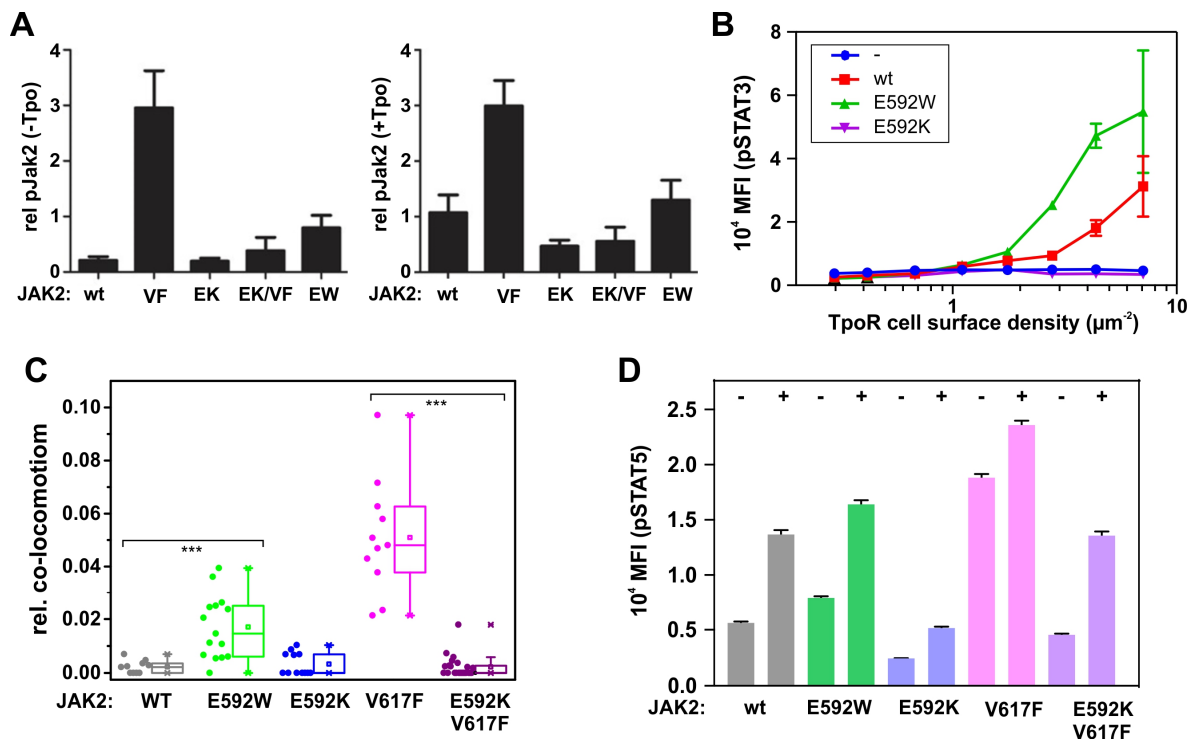 A
rel pJak2 (-Tpo)
4
3
2
1
0
JAK2: wt VF EK EK/VF EW
rel pJak2 (+Tpo)
4
3
2
1
0
JAK2: wt VF EK EK/VF EW
B
10⁴ MFI (pSTAT3)
8
6
4
2
0
-
wt
E592W
E592K
1 10
TpoR cell surface density (µm⁻²)
C
rel. co-locomotiom
0.10
0.08
0.06
0.04
0.02
0.00
***
***
JAK2: WT E592W E592K V617F E592K
V617F
D
10⁴ MFI (pSTAT5)
2.5
2.0
1.5
1.0
0.5
0.0
- + - + - + - + - +
JAK2: wt E592W E592K V617F E592K
V617F